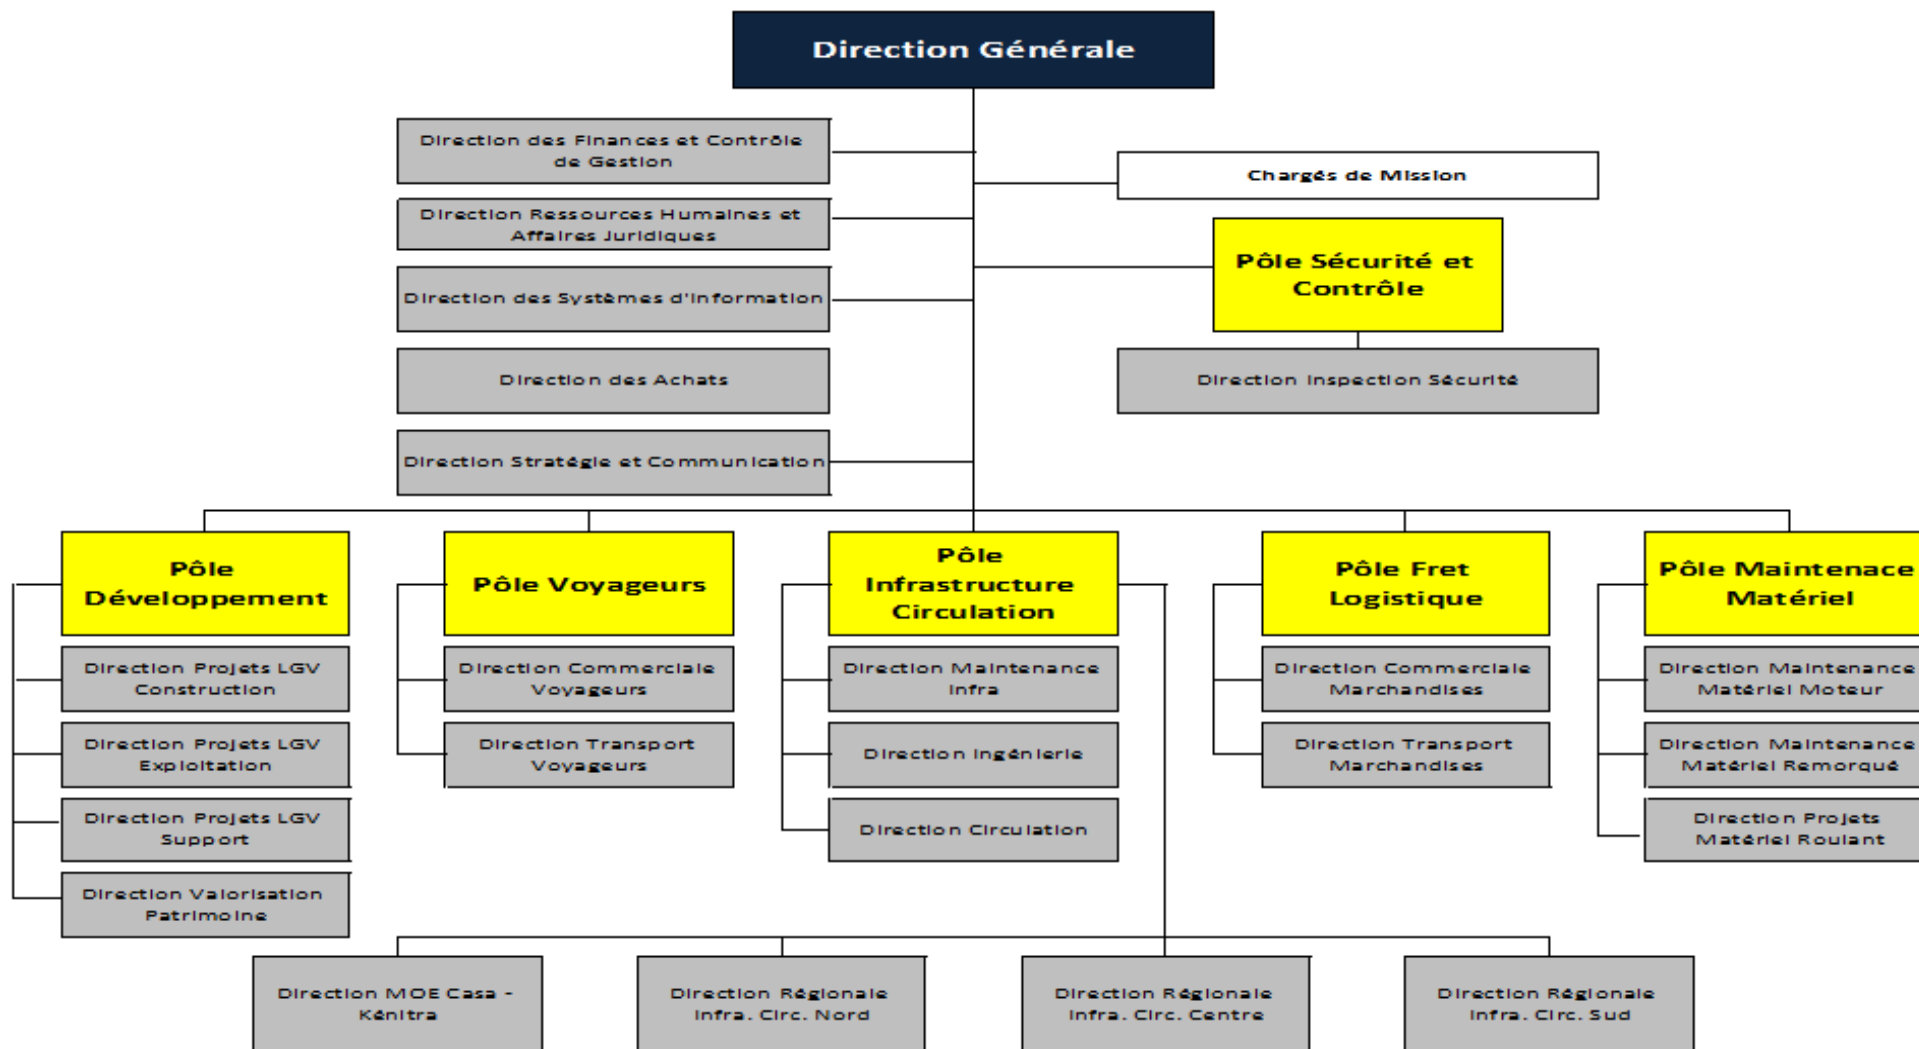 Direction Générale
Direction des Finances et Contrôle
de Gestion
Chargés de Mission
Direction Ressources Humaines et
Affaires Juridiques
Pôle Sécurité et
Contrôle
Direction des Systèmes d'Information
Direction des Achats
Direction Inspection Sécurité
Direction Stratégie et Communication
Pôle
Développement
Pôle Voyageurs
Pôle
Infrastructure
Circulation
Pôle Fret
Logistique
Pôle Maintenace
Matériel
Direction Projets LGV
Construction
Direction Commerciale
Voyageurs
Direction Maintenance
Infra
Direction Commerciale
Marchandises
Direction Maintenance
Matériel Moteur
Direction Projets LGV
Exploitation
Direction Transport
Voyageurs
Direction Ingénierie
Direction Transport
Marchandises
Direction Maintenance
Matériel Remorqué
Direction Projets LGV
Support
Direction Circulation
Direction Projets
Matériel Roulant
Direction Valorisation
Patrimoine
Direction MOE Casa -
Kénitra
Direction Régionale
Infra. Circ. Nord
Direction Régionale
Infra. Circ. Centre
Direction Régionale
Infra. Circ. Sud